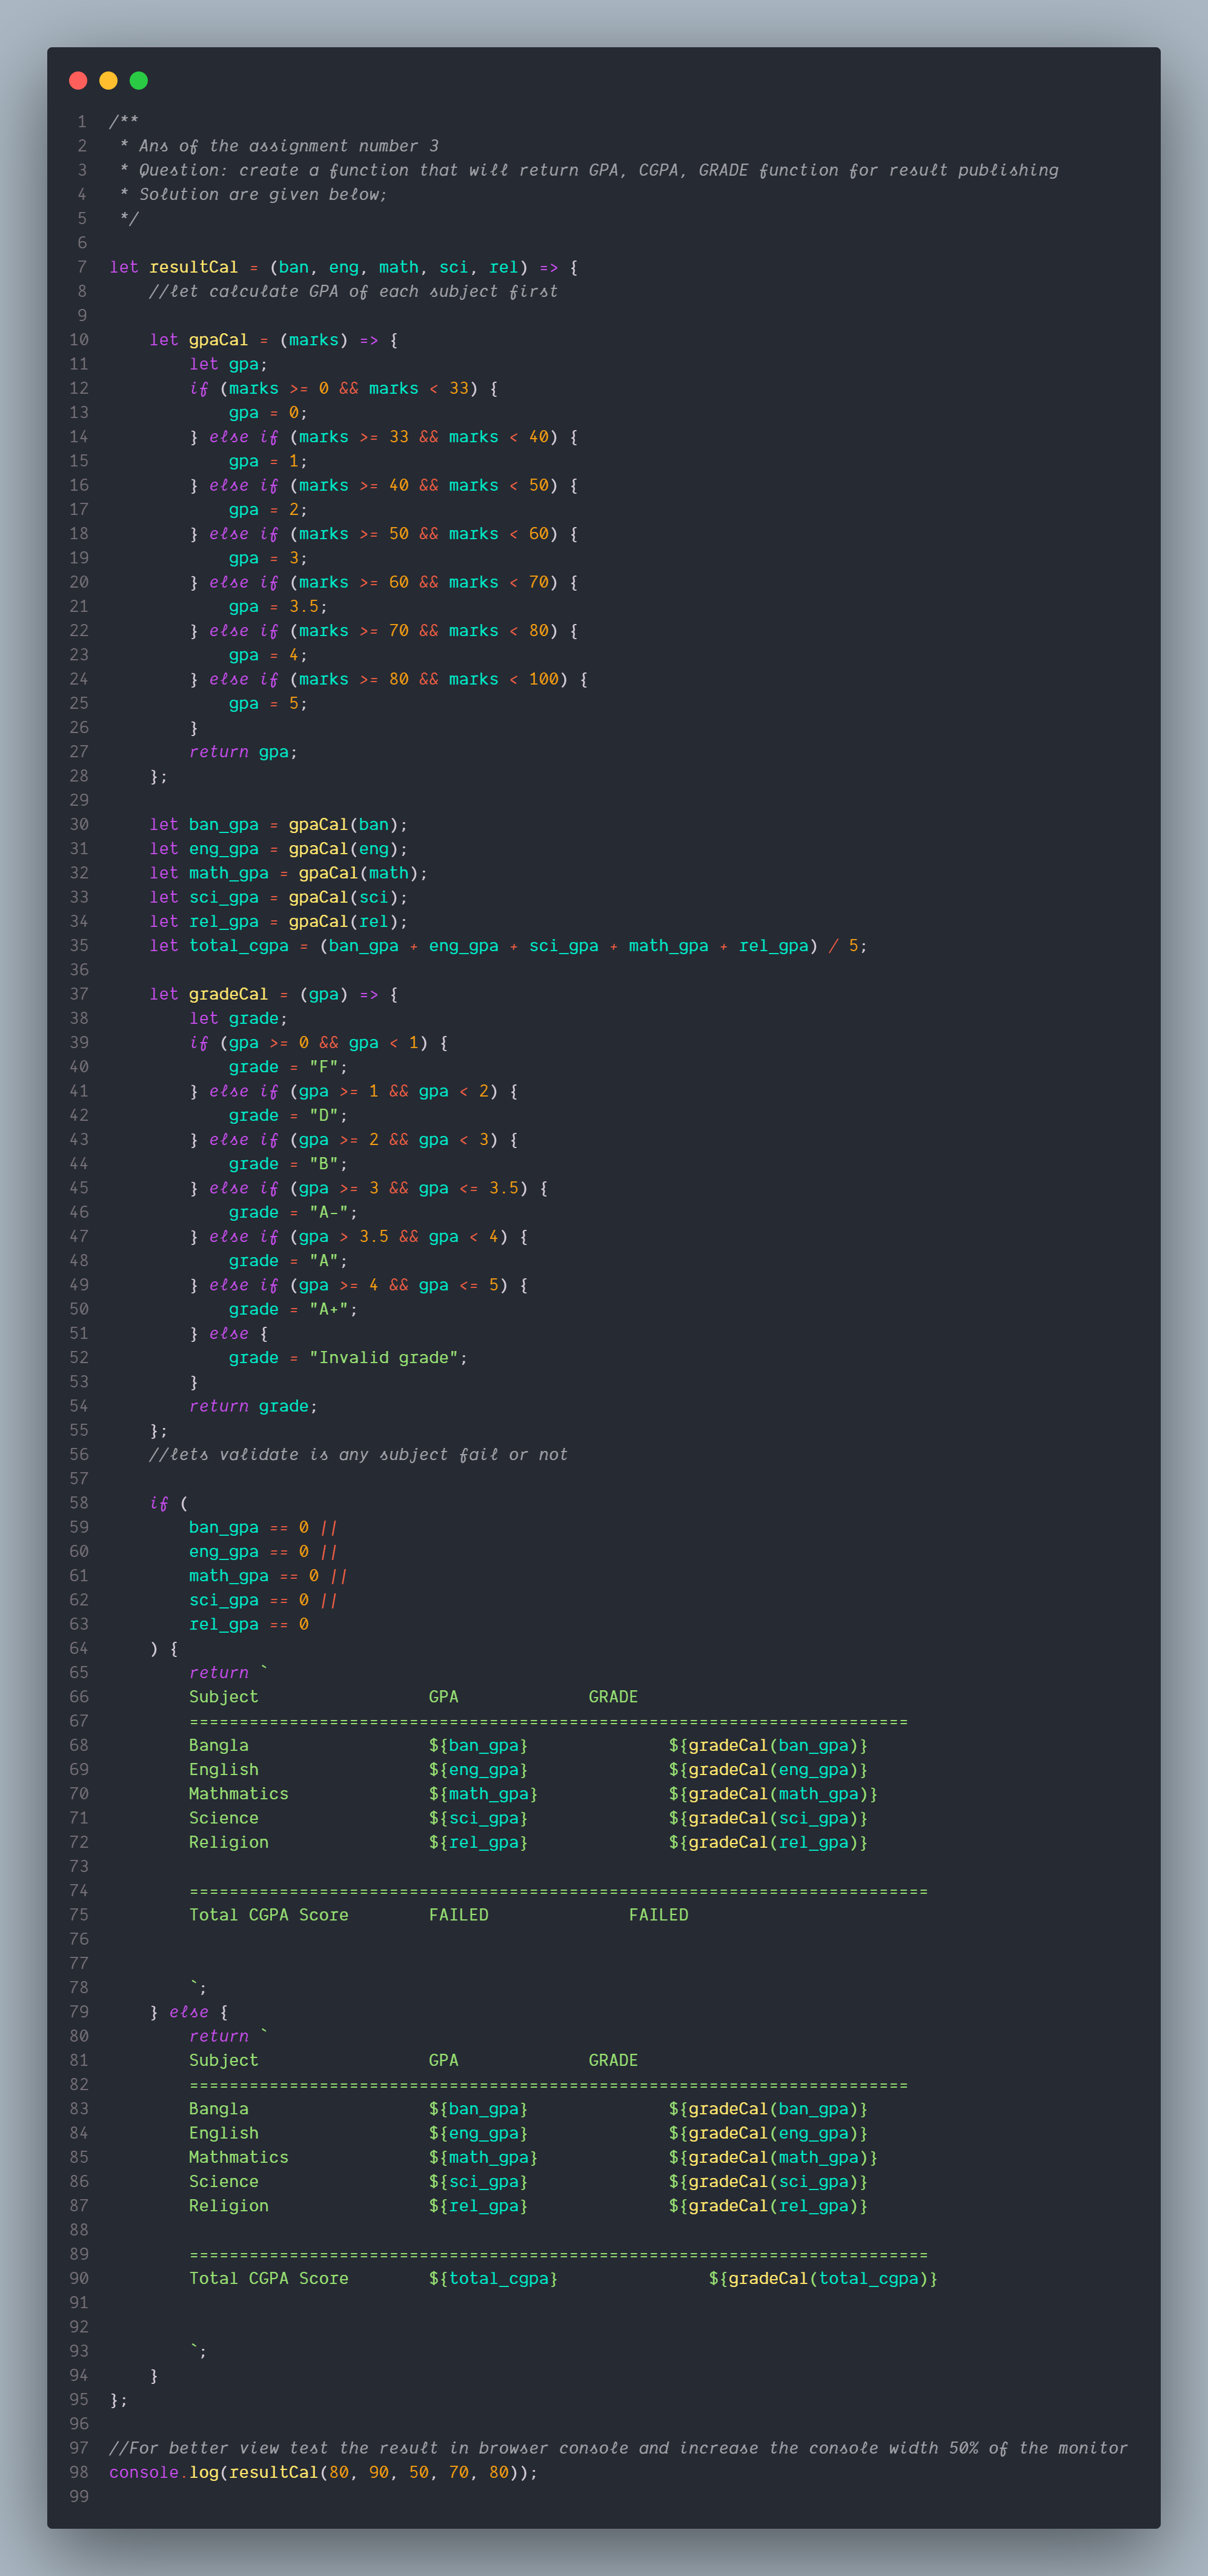 1 /**
2  * Ans of the assignment number 3
3  * Question: create a function that will return GPA, CGPA, GRADE function for result publishing
4  * Solution are given below;
5  */
6
7 let resultCal = (ban, eng, math, sci, rel) => {
8     //let calculate GPA of each subject first
9
10     let gpaCal = (marks) => {
11         let gpa;
12         if (marks >= 0 && marks < 33) {
13             gpa = 0;
14         } else if (marks >= 33 && marks < 40) {
15             gpa = 1;
16         } else if (marks >= 40 && marks < 50) {
17             gpa = 2;
18         } else if (marks >= 50 && marks < 60) {
19             gpa = 3;
20         } else if (marks >= 60 && marks < 70) {
21             gpa = 3.5;
22         } else if (marks >= 70 && marks < 80) {
23             gpa = 4;
24         } else if (marks >= 80 && marks < 100) {
25             gpa = 5;
26         }
27         return gpa;
28     };
29
30     let ban_gpa = gpaCal(ban);
31     let eng_gpa = gpaCal(eng);
32     let math_gpa = gpaCal(math);
33     let sci_gpa = gpaCal(sci);
34     let rel_gpa = gpaCal(rel);
35     let total_cgpa = (ban_gpa + eng_gpa + sci_gpa + math_gpa + rel_gpa) / 5;
36
37     let gradeCal = (gpa) => {
38         let grade;
39         if (gpa >= 0 && gpa < 1) {
40             grade = "F";
41         } else if (gpa >= 1 && gpa < 2) {
42             grade = "D";
43         } else if (gpa >= 2 && gpa < 3) {
44             grade = "B";
45         } else if (gpa >= 3 && gpa <= 3.5) {
46             grade = "A-";
47         } else if (gpa > 3.5 && gpa < 4) {
48             grade = "A";
49         } else if (gpa >= 4 && gpa <= 5) {
50             grade = "A+";
51         } else {
52             grade = "Invalid grade";
53         }
54         return grade;
55     };
56     //lets validate is any subject fail or not
57
58     if (
59         ban_gpa == 0 ||
60         eng_gpa == 0 ||
61         math_gpa == 0 ||
62         sci_gpa == 0 ||
63         rel_gpa == 0
64     ) {
65         return `
66         Subject                 GPA             GRADE
67         ========================================================================
68         Bangla                  ${ban_gpa}              ${gradeCal(ban_gpa)}
69         English                 ${eng_gpa}              ${gradeCal(eng_gpa)}
70         Mathmatics              ${math_gpa}             ${gradeCal(math_gpa)}
71         Science                 ${sci_gpa}              ${gradeCal(sci_gpa)}
72         Religion                ${rel_gpa}              ${gradeCal(rel_gpa)}
73
74         ==========================================================================
75         Total CGPA Score        FAILED              FAILED
76
77
78         `;
79     } else {
80         return `
81         Subject                 GPA             GRADE
82         ========================================================================
83         Bangla                  ${ban_gpa}              ${gradeCal(ban_gpa)}
84         English                 ${eng_gpa}              ${gradeCal(eng_gpa)}
85         Mathmatics              ${math_gpa}             ${gradeCal(math_gpa)}
86         Science                 ${sci_gpa}              ${gradeCal(sci_gpa)}
87         Religion                ${rel_gpa}              ${gradeCal(rel_gpa)}
88
89         ==========================================================================
90         Total CGPA Score        ${total_cgpa}               ${gradeCal(total_cgpa)}
91
92
93         `;
94     }
95 };
96
97 //For better view test the result in browser console and increase the console width 50% of the monitor
98 console.log(resultCal(80, 90, 50, 70, 80));
99